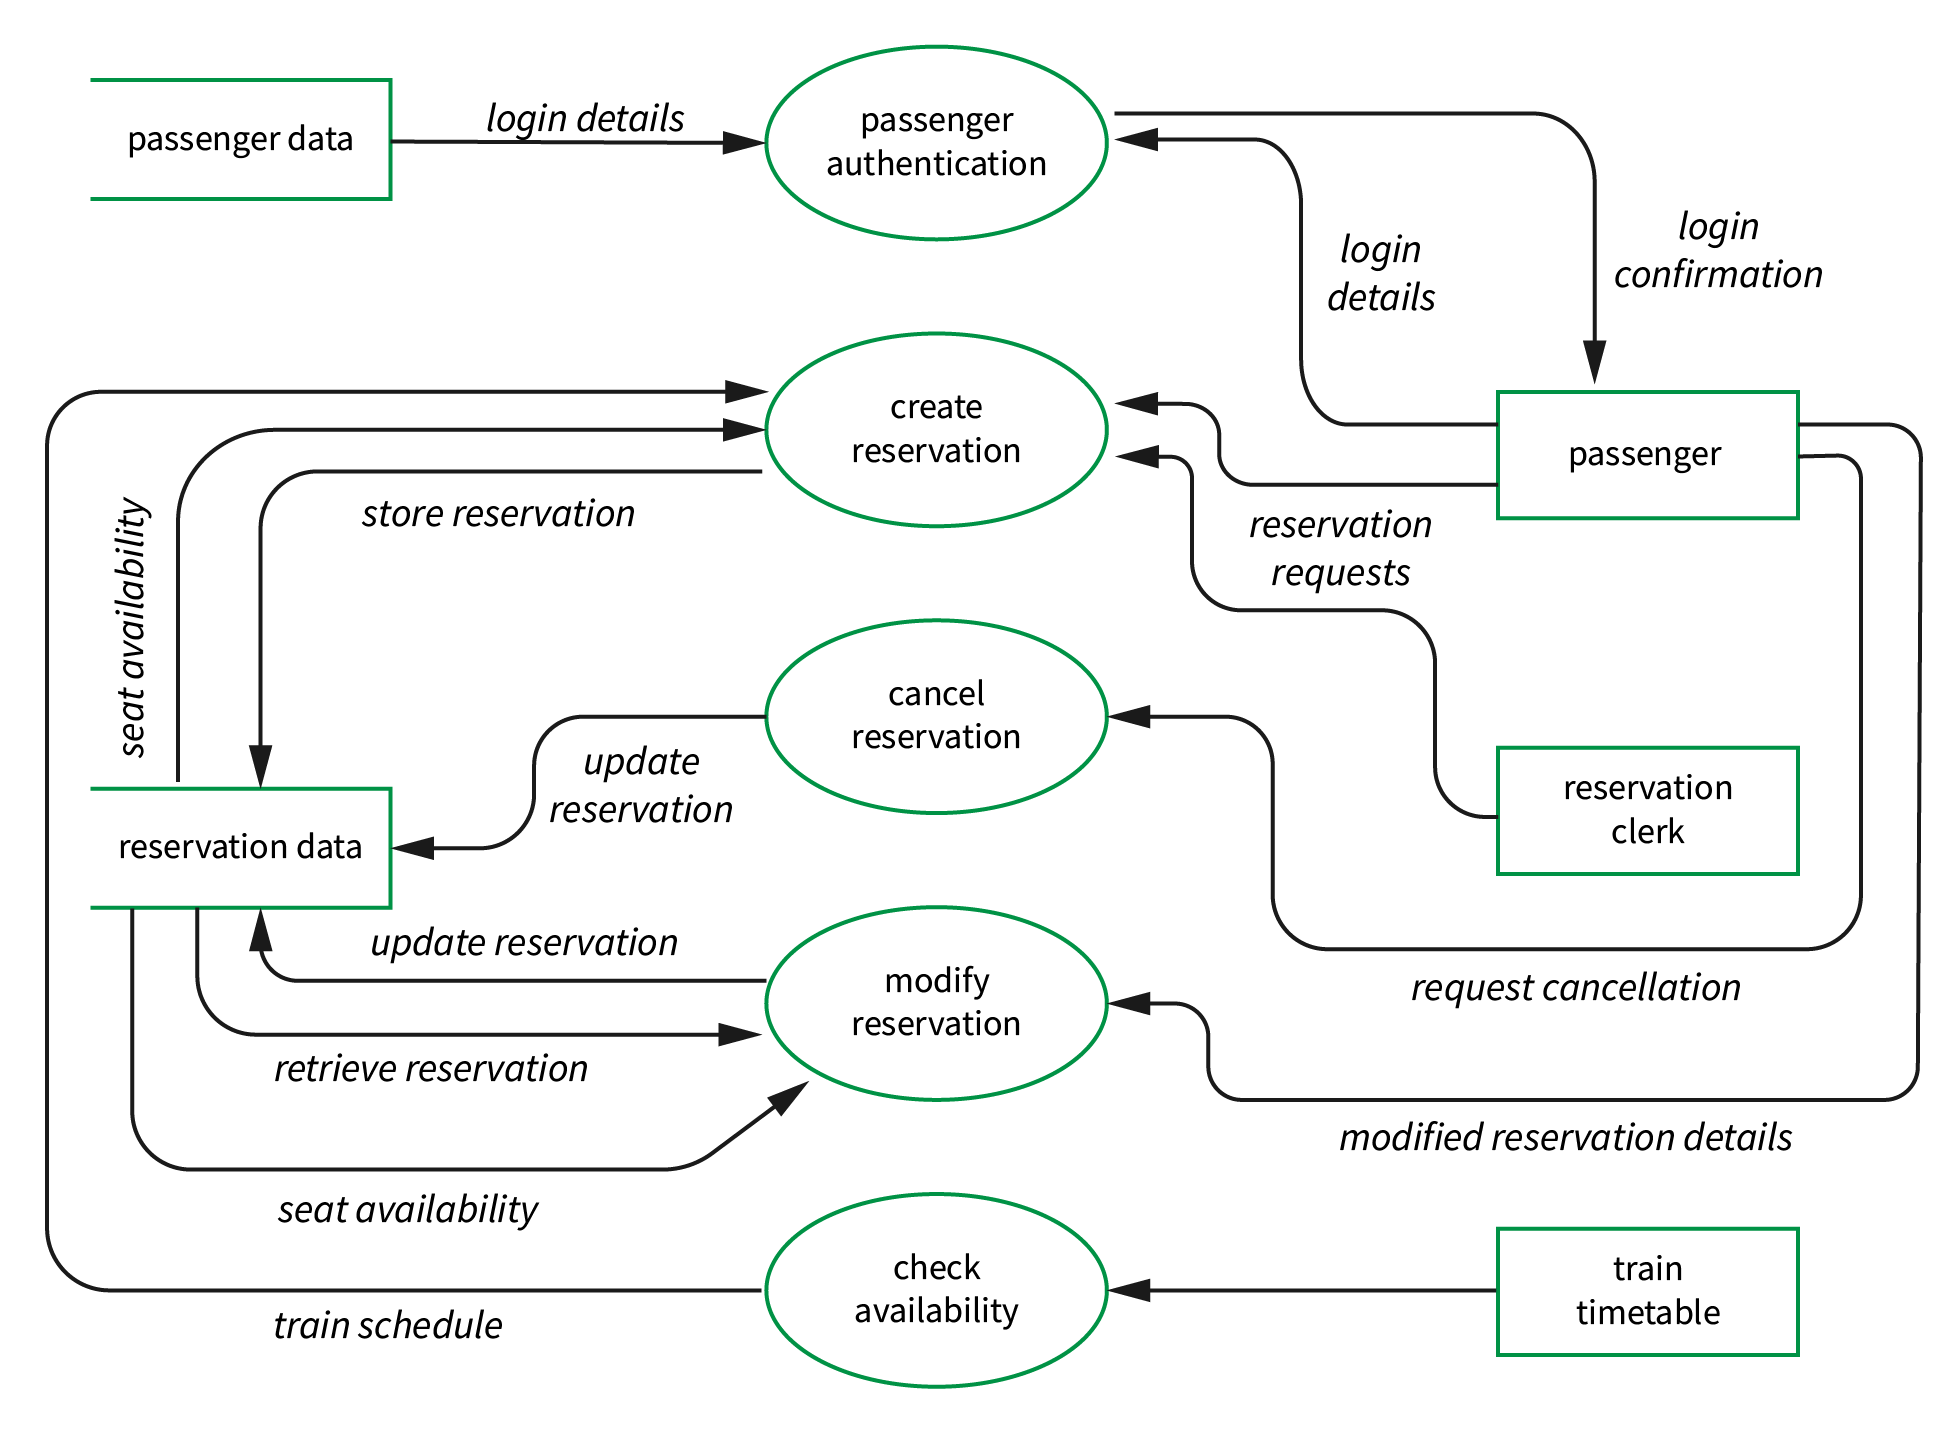 passenger data
login details
passenger
authentication
login
details
login
confirmation
create
reservation
passenger
store reservation
seat availability
reservation
requests
cancel
reservation
update
reservation
reservation
clerk
reservation data
update reservation
modify
reservation
request cancellation
retrieve reservation
modified reservation details
seat availability
check
availability
train
timetable
train schedule